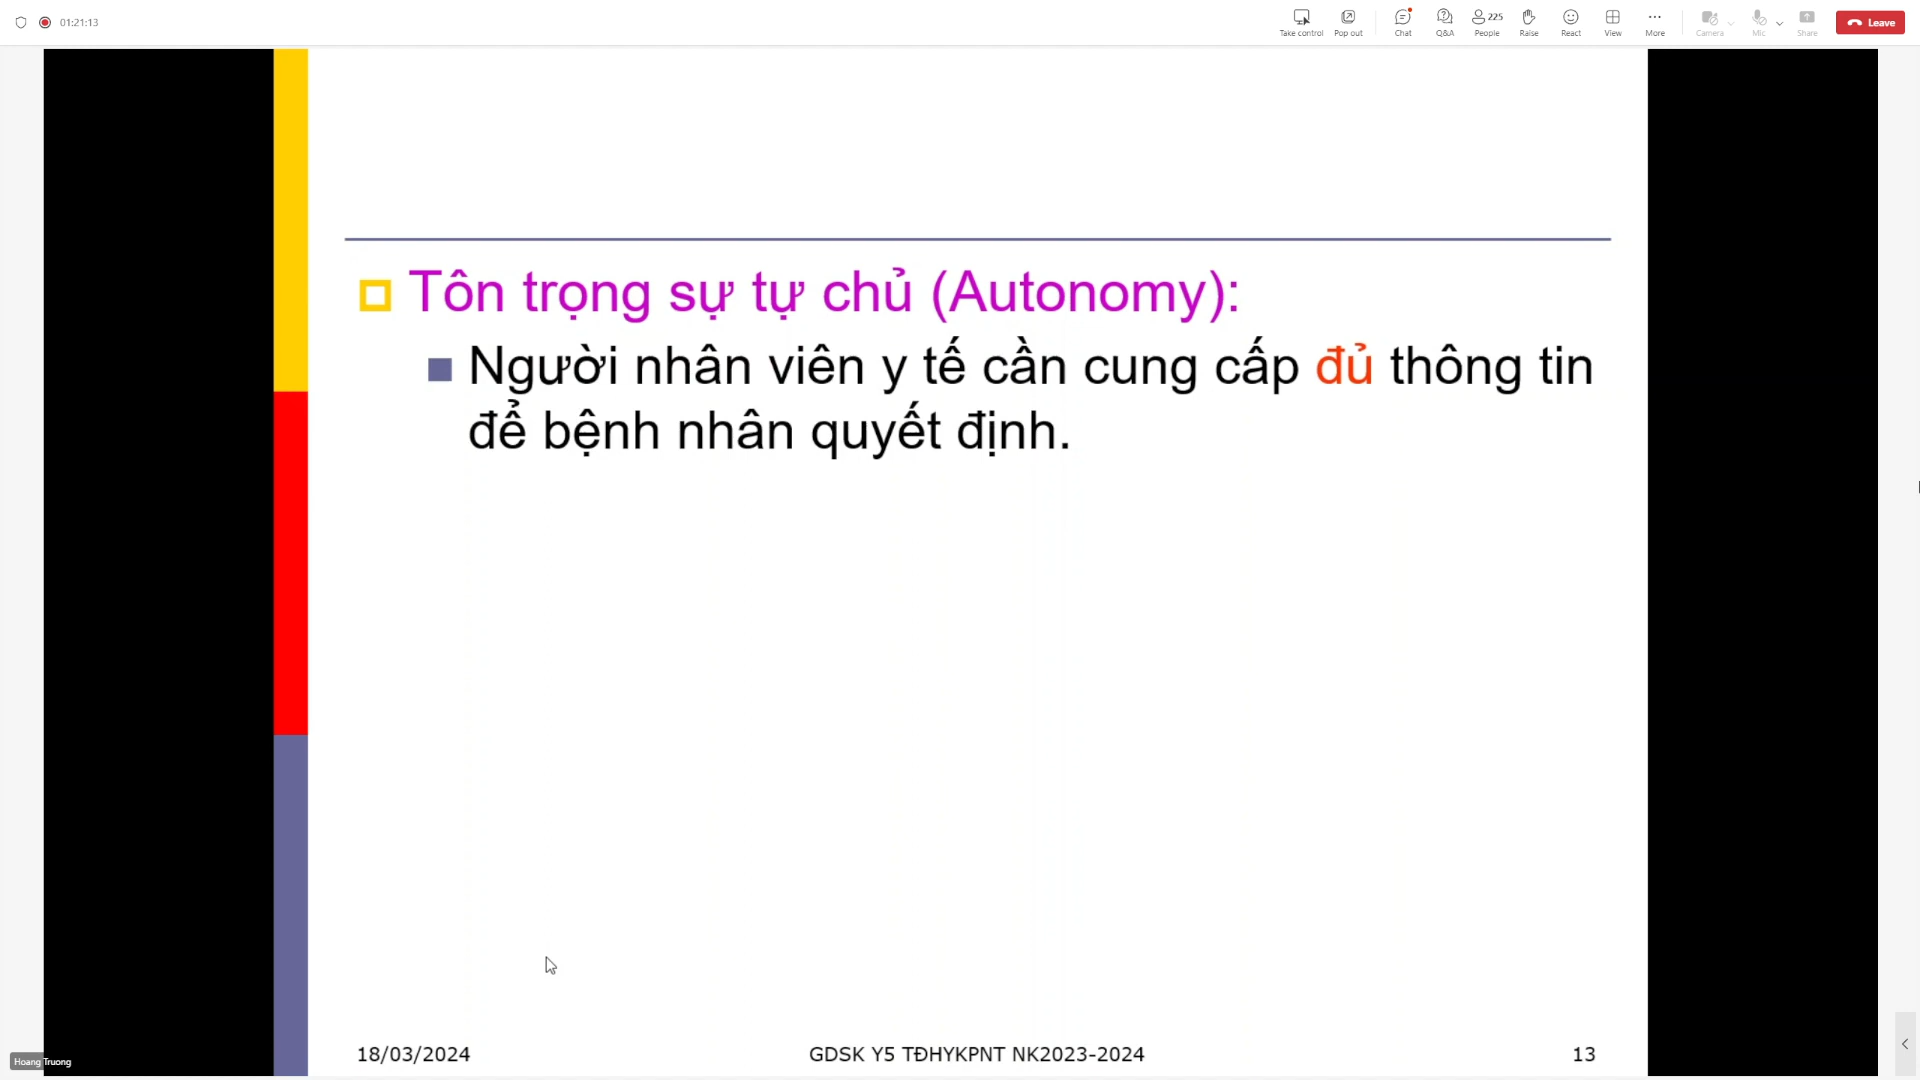 01:21:13
Take control
Pop out
Chat
Q&A
225
People
Raise
React
View
More
Camera
Mic
Share
Leave
Tôn trọng sự tự chủ (Autonomy):
Người nhân viên y tế cần cung cấp đủ thông tin
để bệnh nhân quyết định.
18/03/2024
GDSK Y5 TĐHYKPNT NK2023-2024
13
Hoang Truong